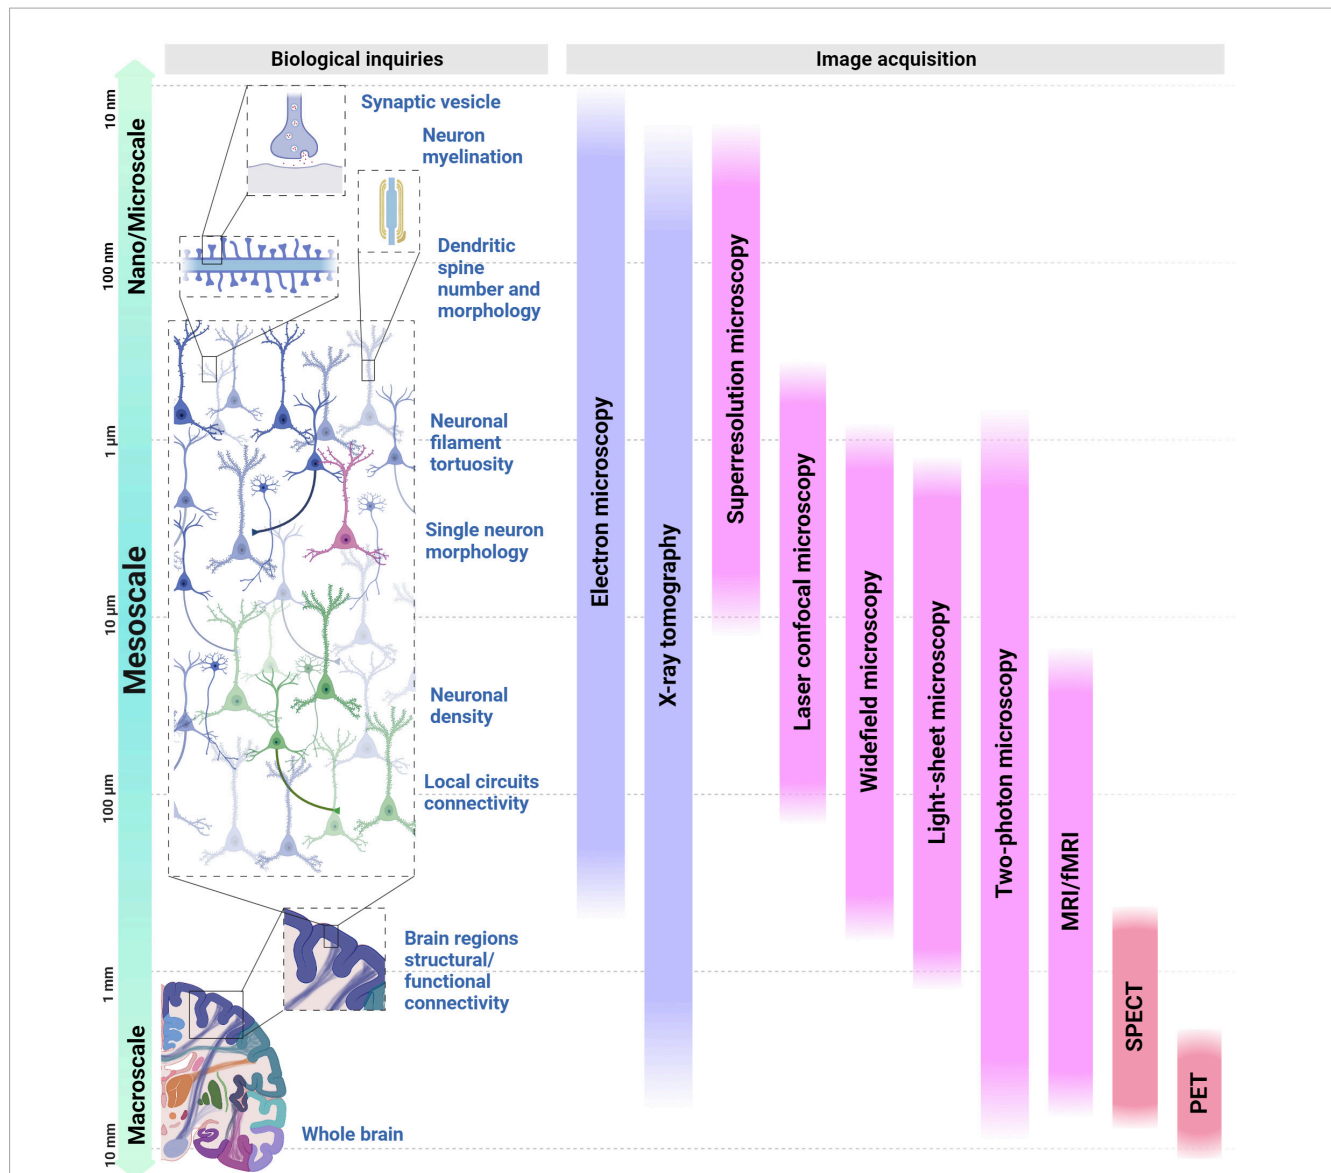 Biological inquiries
Image acquisition
10 nm
100 nm
1 µm
10 µm
100 µm
1 mm
10 mm
Nano/Microscale
Mesoscale
Macroscale
Synaptic vesicle
Neuron
myelination
Dendritic
spine
number and
morphology
Neuronal
filament
tortuosity
Single neuron
morphology
Neuronal
density
Local circuits
connectivity
Brain regions
structural/
functional
connectivity
Whole brain
Electron microscopy
X-ray tomography
Superresolution microscopy
Laser confocal microscopy
Widefield microscopy
Light-sheet microscopy
Two-photon microscopy
MRI/fMRI
SPECT
PET